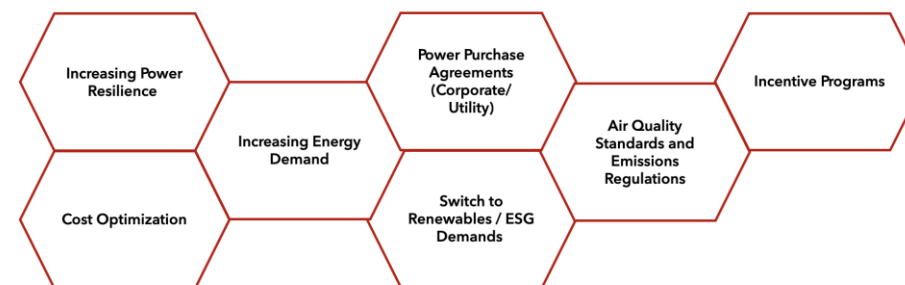 Increasing Power
Resilience
Cost Optimization
Increasing Energy
Demand
Power Purchase
Agreements
(Corporate/
Utility)
Switch to
Renewables / ESG
Demands
Air Quality
Standards and
Emissions
Regulations
Incentive Programs